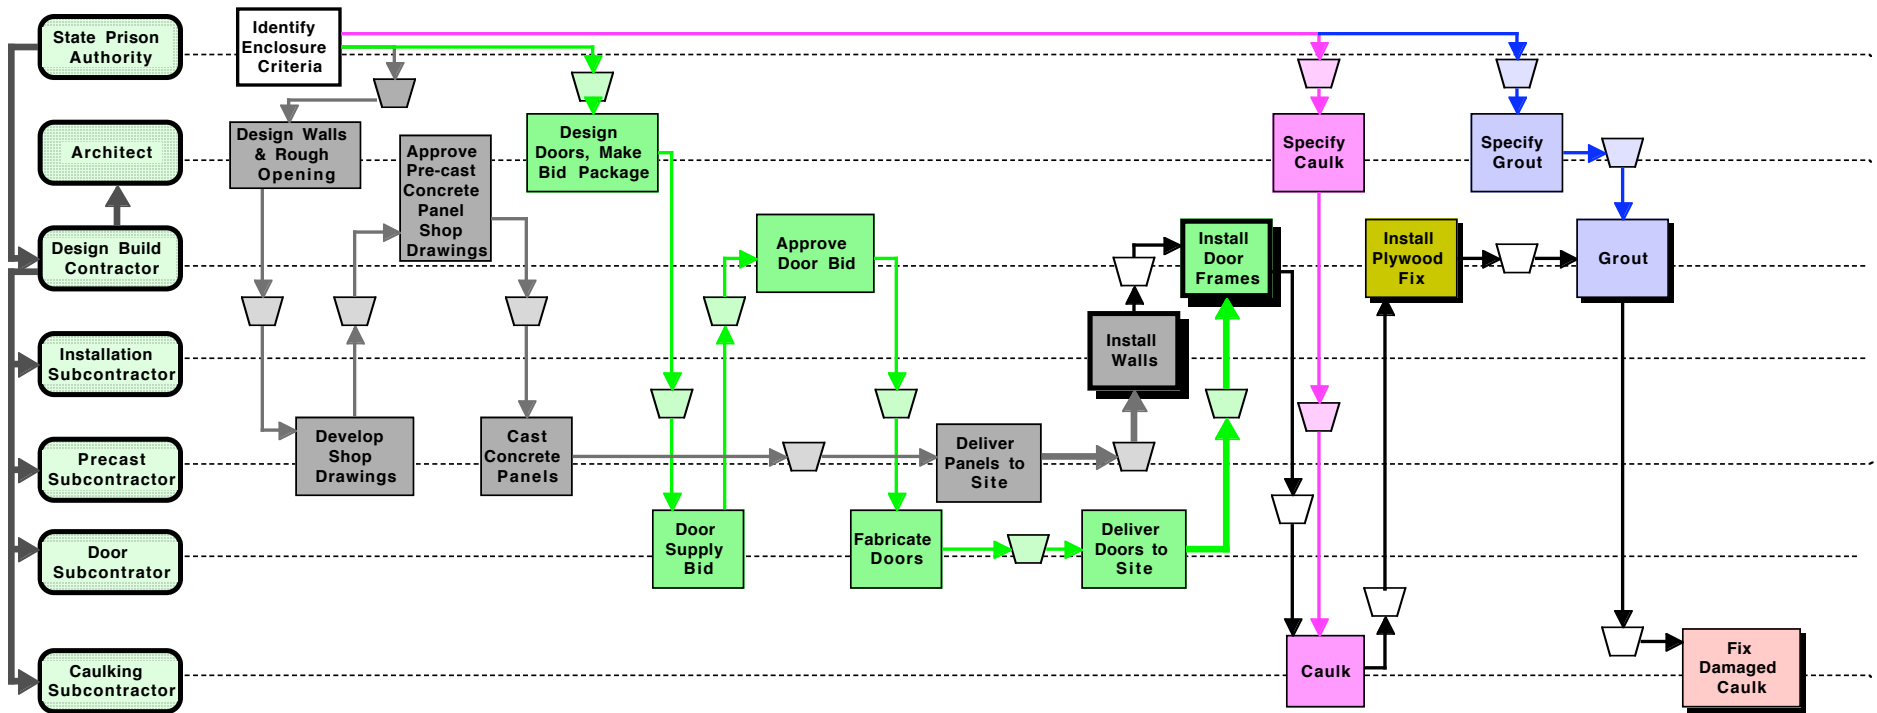 State Prison
Authority
Identify
Enclosure
Criteria
Architect
Design Walls
& Rough
Opening
Approve
Pre-cast
Concrete
Panel
Shop
Drawings
Design
Doors, Make
Bid Package
Specify
Caulk
Specify
Grout
Design Build
Contractor
Approve
Door Bid
Install
Door
Frames
Install
Plywood
Fix
Grout
Installation
Subcontractor
Install
Walls
Precast
Subcontractor
Develop
Shop
Drawings
Cast
Concrete
Panels
Deliver
Panels to
Site
Door
Subcontrator
Door
Supply
Bid
Fabricate
Doors
Deliver
Doors to
Site
Caulking
Subcontractor
Caulk
Fix
Damaged
Caulk